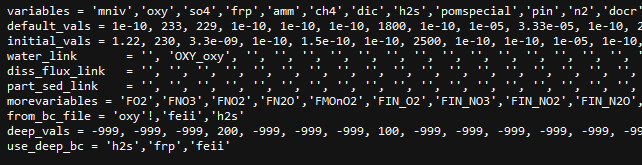 variables = 'mniv','oxy','so4','frp','amm','ch4','dic','h2s','pomspecial','pin','n2','docr
default_vals = 1e-10, 233, 229, 1e-10, 1e-10, 1e-10, 1800, 1e-10, 1e-05, 3.33e-05, 1e-10, 2
initial_vals = 1.22, 230, 3.3e-09, 1e-10, 1.5e-10, 1e-10, 2500, 1e-10, 1e-10, 1e-05, 1e-10,
water_link     = '', 'OXY_oxy', '', '', '', '', '', '', '', '', '', '', '', '', '', '', '',
diss_flux_link  = '', '', '', '', '', '', '', '', '', '', '', '', '', '', '', '', '', '',
part_sed_link  = '', '', '', '', '', '', '', '', '', '', '', '', '', '', '', '', '', '',
morevariables = 'FO2','FNO3','FNO2','FN2O','FMOnO2','FIN_O2','FIN_NO3','FIN_NO2','FIN_N2O',
from_bc_file = 'oxy'!,'feii','h2s'
deep_vals = -999, -999, -999, 200, -999, -999, -999, 100, -999, -999, -999, -999, -999, -9
use_deep_bc = 'h2s','frp','feii'